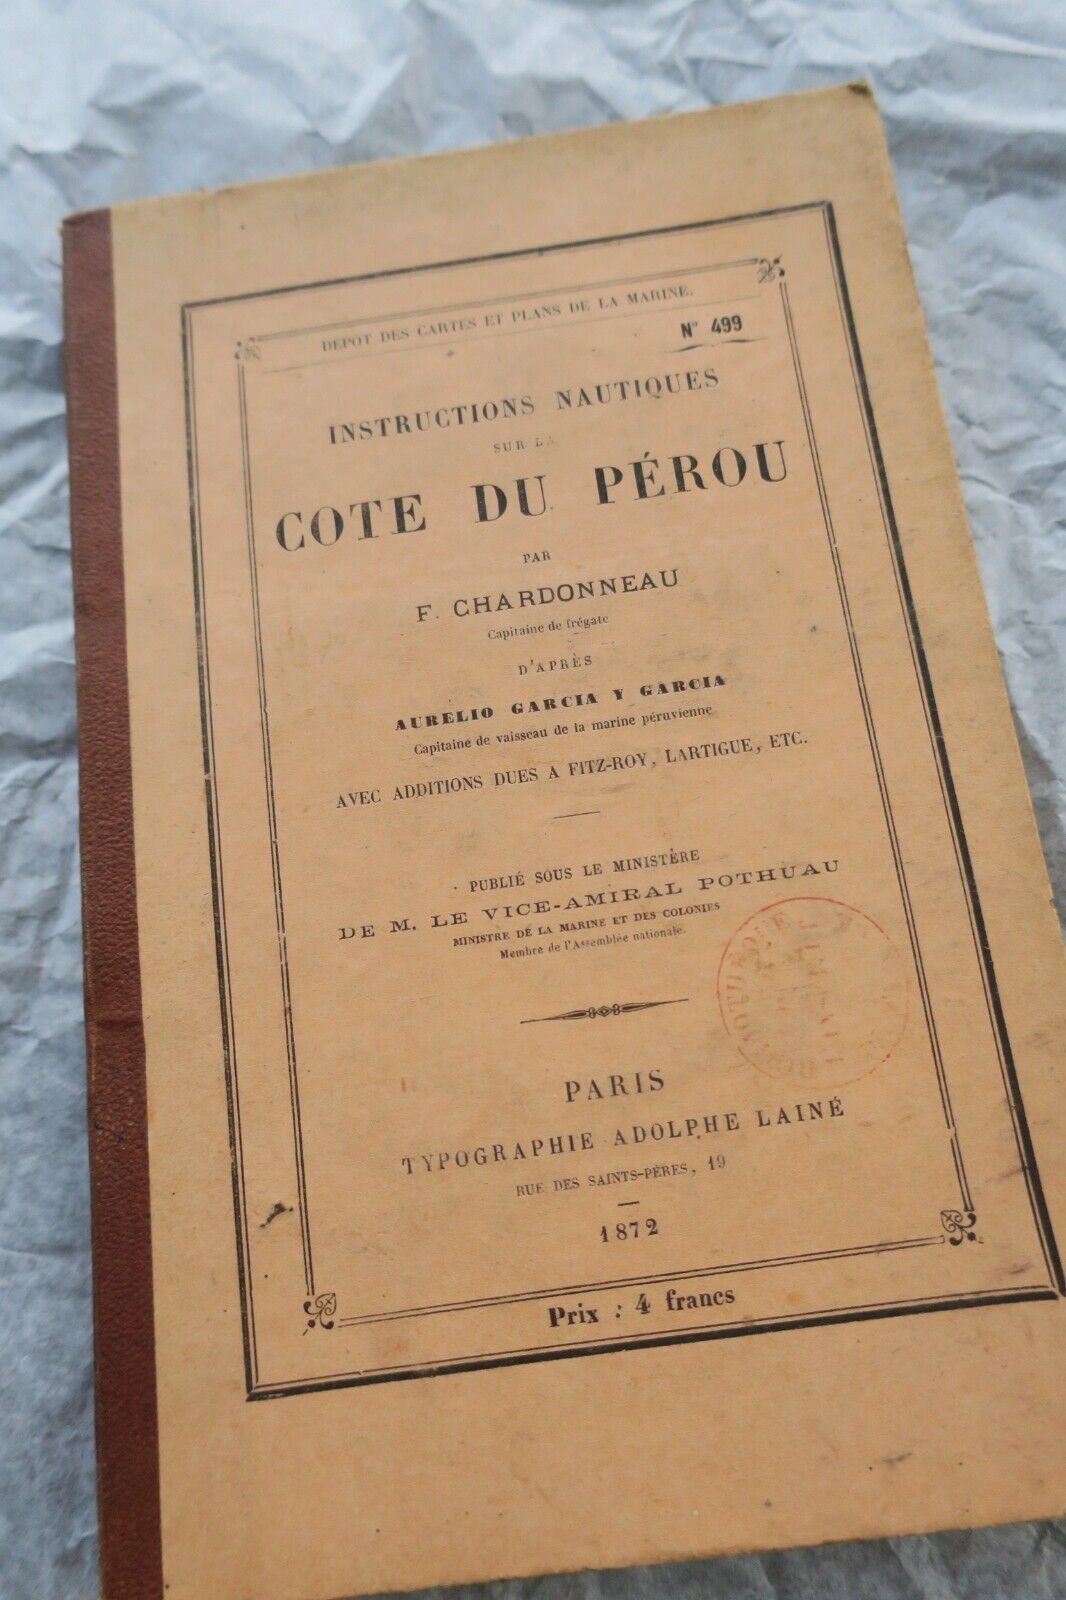 DEPOT DES CARTES ET PLANS DE LA MARINE.
N° 499
INSTRUCTIONS NAUTIQUES
SUR LA
COTE DU PÉROU
PAR
F. CHARDONNEAU
Capitaine de frégate
D'APRÈS
AURELIO GARCIA Y GARCIA
Capitaine de vaisseau de la marine péruvienne
AVEC ADDITIONS DUES A FITZ-ROY, LARTIGUE, ETC.
PUBLIÉ SOUS LE MINISTÈRE
DE M. LE VICE-AMIRAL POTHUAU
MINISTRE DE LA MARINE ET DES COLONIES
Membre de l'Assemblée nationale.
PARIS
TYPOGRAPHIE ADOLPHE LAINÉ
RUE DES SAINTS-PÈRES, 19
1872
Prix : 4 francs